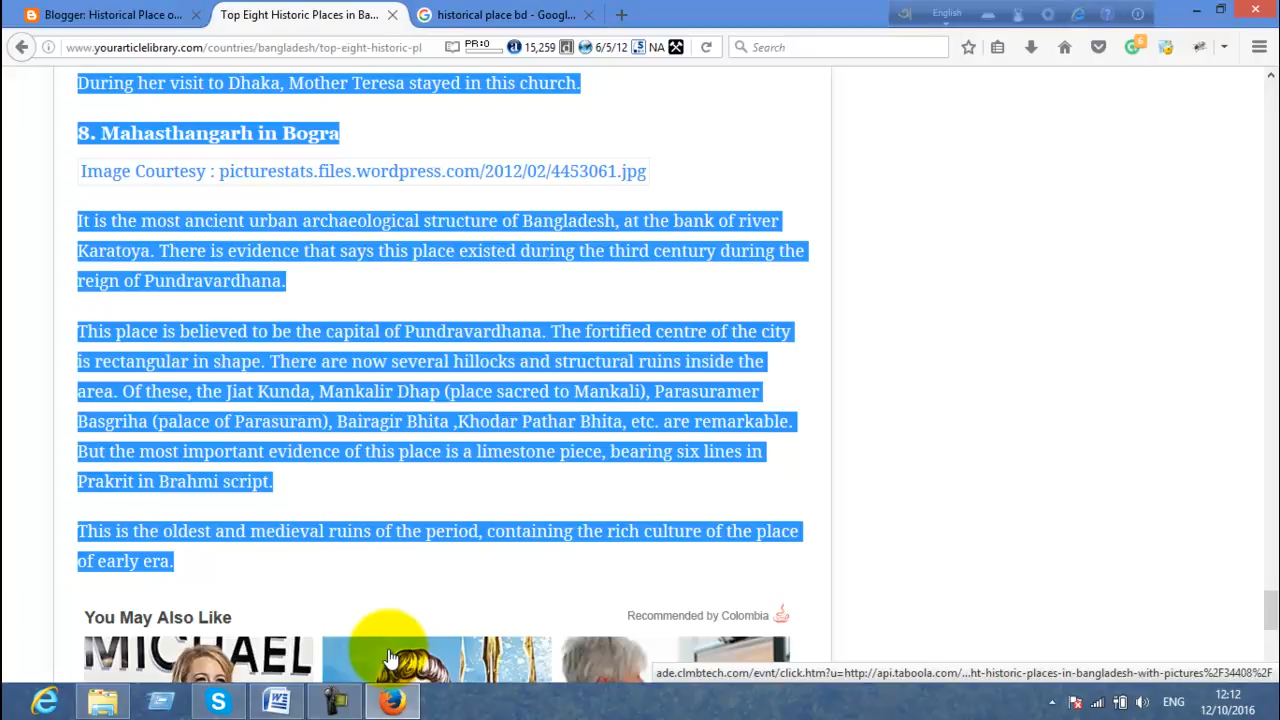 Blogger: Historical Place o...
Top Eight Historic Places in Ba...
historical place bd - Googl...
English
www.yourarticlelibrary.com/countries/bangladesh/top-eight-historic-pl
PR: 0
15,259
6/5/12
NA
Search
6
During her visit to Dhaka, Mother Teresa stayed in this church.
8. Mahasthangarh in Bogra
Image Courtesy : picturestats.files.wordpress.com/2012/02/4453061.jpg
It is the most ancient urban archaeological structure of Bangladesh, at the bank of river
Karatoya. There is evidence that says this place existed during the third century during the
reign of Pundravardhana.
This place is believed to be the capital of Pundravardhana. The fortified centre of the city
is rectangular in shape. There are now several hillocks and structural ruins inside the
area. Of these, the Jiat Kunda, Mankalir Dhap (place sacred to Mankali), Parasuramer
Basgriha (palace of Parasuram), Bairagir Bhita ,Khodar Pathar Bhita, etc. are remarkable.
But the most important evidence of this place is a limestone piece, bearing six lines in
Prakrit in Brahmi script.
This is the oldest and medieval ruins of the period, containing the rich culture of the place
of early era.
You May Also Like
Recommended by Colombia
MICHAEL
ade.clmbtech.com/evnt/click.htm?u=http://api.taboola.com/...ht-historic-places-in-bangladesh-with-pictures%2F34408%2F
ENG
12:12
12/10/2016